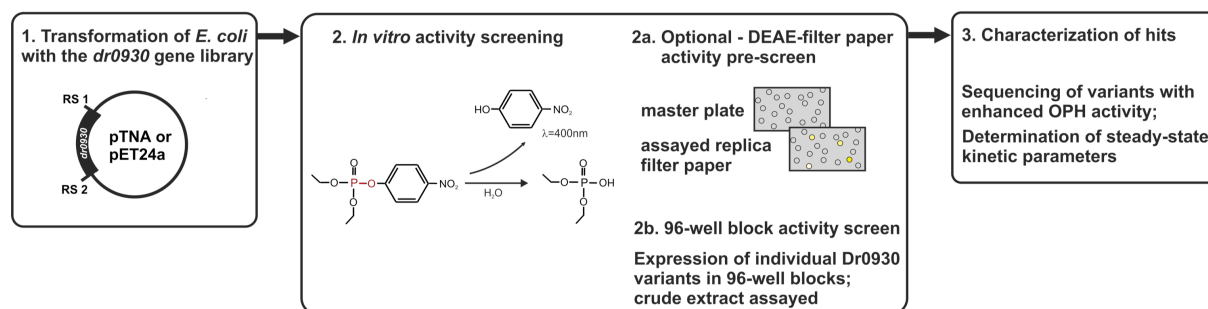 1. Transformation of E. coli
with the dr0930 gene library
RS 1
dr0930
pTNA or
pET24a
RS 2
2. In vitro activity screening
HO
NO₂
λ=400nm
O
O
P
O
O
NO₂
H₂O
O
O
P
OH
O
2a. Optional - DEAE-filter paper
activity pre-screen
master plate
assayed replica
filter paper
2b. 96-well block activity screen
Expression of individual Dr0930
variants in 96-well blocks;
crude extract assayed
3. Characterization of hits
Sequencing of variants with
enhanced OPH activity;
Determination of steady-state
kinetic parameters